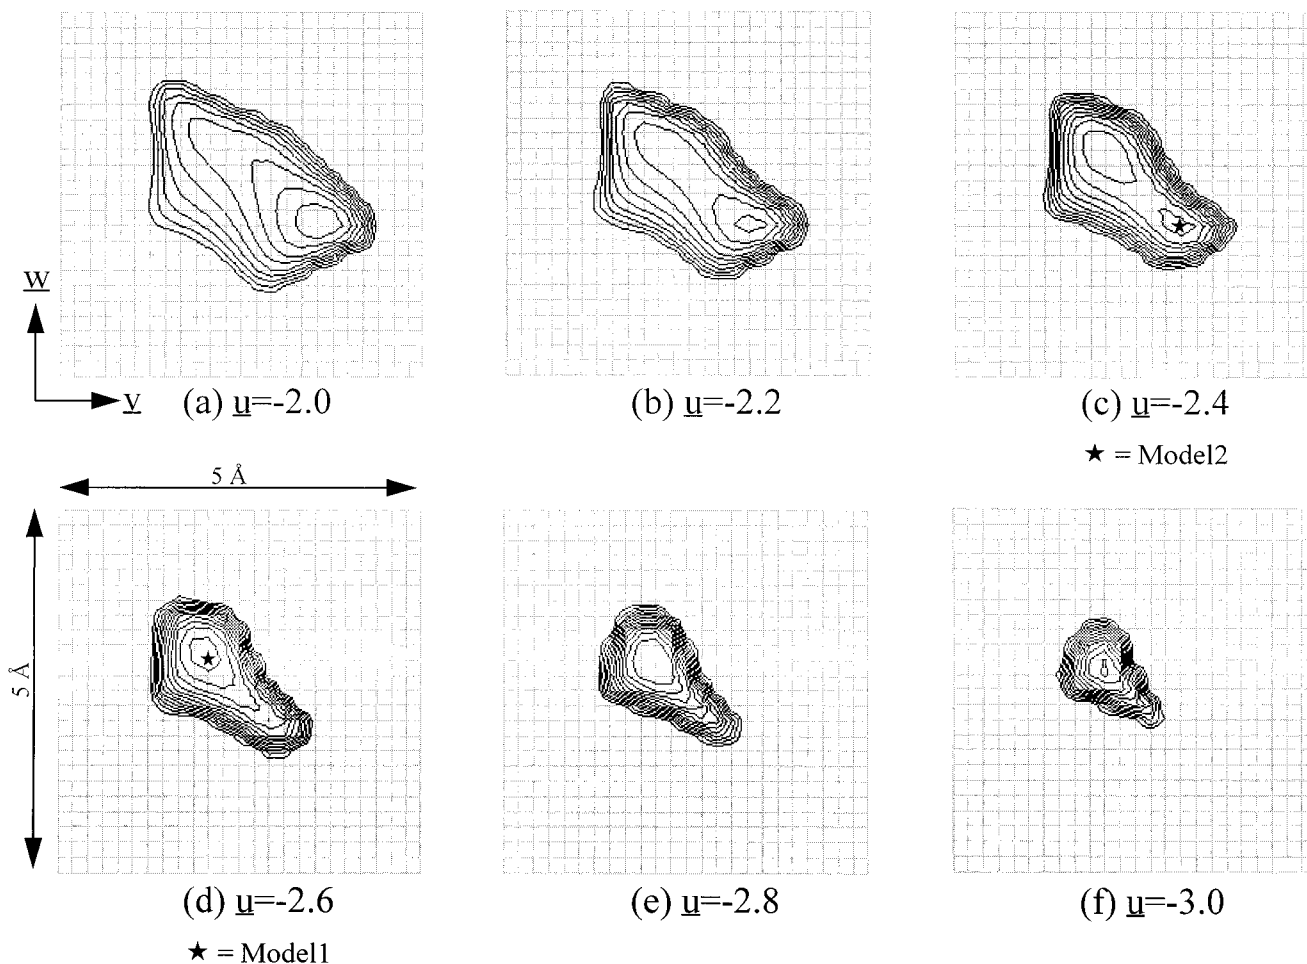 w
v
(a) u=-2.0
(b) u=-2.2
(c) u=-2.4
★ = Model2
5 Å
5 Å
(d) u=-2.6
(e) u=-2.8
(f) u=-3.0
★ = Model1